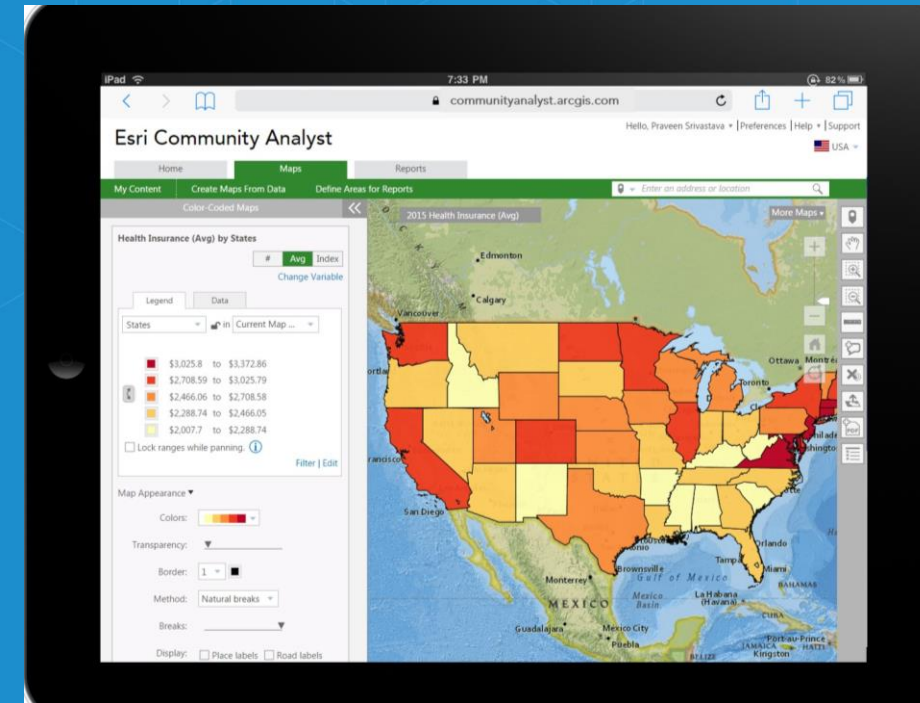 iPad
7:33 PM
82%
communityanalyst.arcgis.com
Hello, Praveen Srivastava Preferences Help Support
Esri Community Analyst
USA
Home Maps Reports
My Content Create Maps From Data Define Areas for Reports Enter an address or location
Color-Coded Maps
2015 Health Insurance (Avg)
More Maps
Health Insurance (Avg) by States
# Avg Index
Change Variable
Legend Data
States in Current Map ...
$3,025.8 to $3,372.86
$2,708.59 to $3,025.79
$2,466.06 to $2,708.58
$2,288.74 to $2,466.05
$2,007.7 to $2,288.74
Lock ranges while panning.
Filter | Edit
Map Appearance
Colors:
Transparency:
Border: 1
Method: Natural breaks
Breaks:
Display: Place labels Road labels
Edmonton
Calgary
Vancouver
Ottawa
Toronto
San Diego
Orlando
Tampa
Miami
Brownsville
Gulf of Mexico
Monterrey
BAHAMAS
MEXICO
Mexico Basin
La Habana (Havana)
CUBA
Guadalajara
Mexico City
Puebla
Port-au-Prince
JAMAICA
HAITI
BELIZE
Kingston
PDF